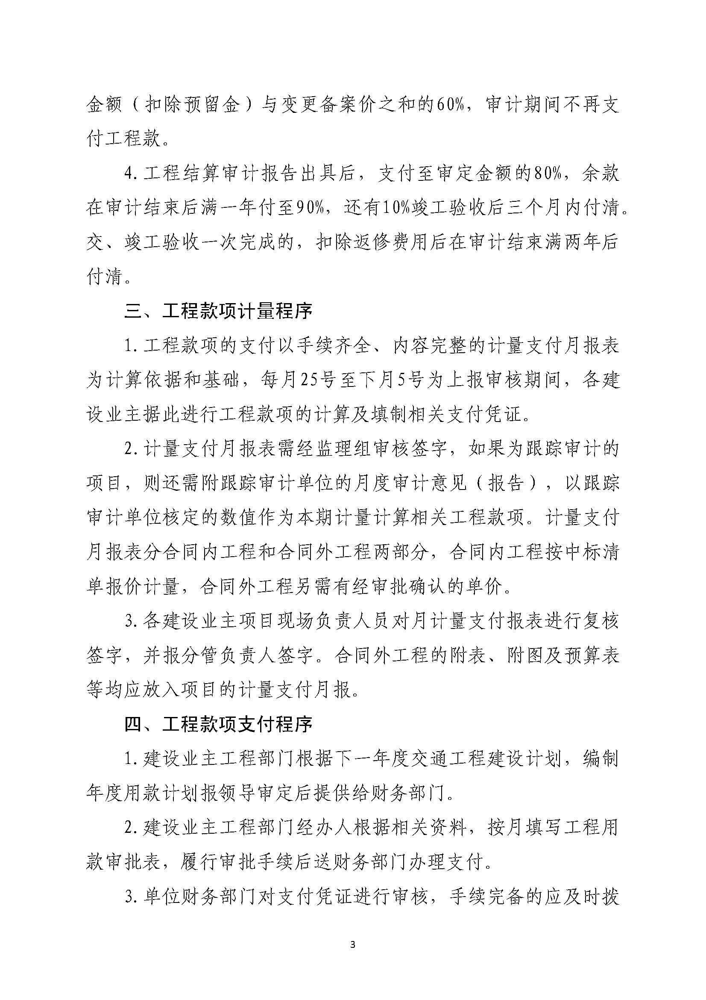 金额（扣除预留金）与变更备案价之和的60%，审计期间不再支
付工程款。
4.工程结算审计报告出具后，支付至审定金额的80%，余款
在审计结束后满一年付至90%，还有10%竣工验收后三个月内付清。
交、竣工验收一次完成的，扣除返修费用后在审计结束满两年后
付清。
三、工程款项计量程序
1.工程款项的支付以手续齐全、内容完整的计量支付月报表
为计算依据和基础，每月25号至下月5号为上报审核期间，各建
设业主据此进行工程款项的计算及填制相关支付凭证。
2.计量支付月报表需经监理组审核签字，如果为跟踪审计的
项目，则还需附跟踪审计单位的月度审计意见（报告），以跟踪
审计单位核定的数值作为本期计量计算相关工程款项。计量支付
月报表分合同内工程和合同外工程两部分，合同内工程按中标清
单报价计量，合同外工程另需有经审批确认的单价。
3.各建设业主项目现场负责人员对月计量支付报表进行复核
签字，并报分管负责人签字。合同外工程的附表、附图及预算表
等均应放入项目的计量支付月报。
四、工程款项支付程序
1.建设业主工程部门根据下一年度交通工程建设计划，编制
年度用款计划报领导审定后提供给财务部门。
2.建设业主工程部门经办人根据相关资料，按月填写工程用
款审批表，履行审批手续后送财务部门办理支付。
3.单位财务部门对支付凭证进行审核，手续完备的应及时拨
3